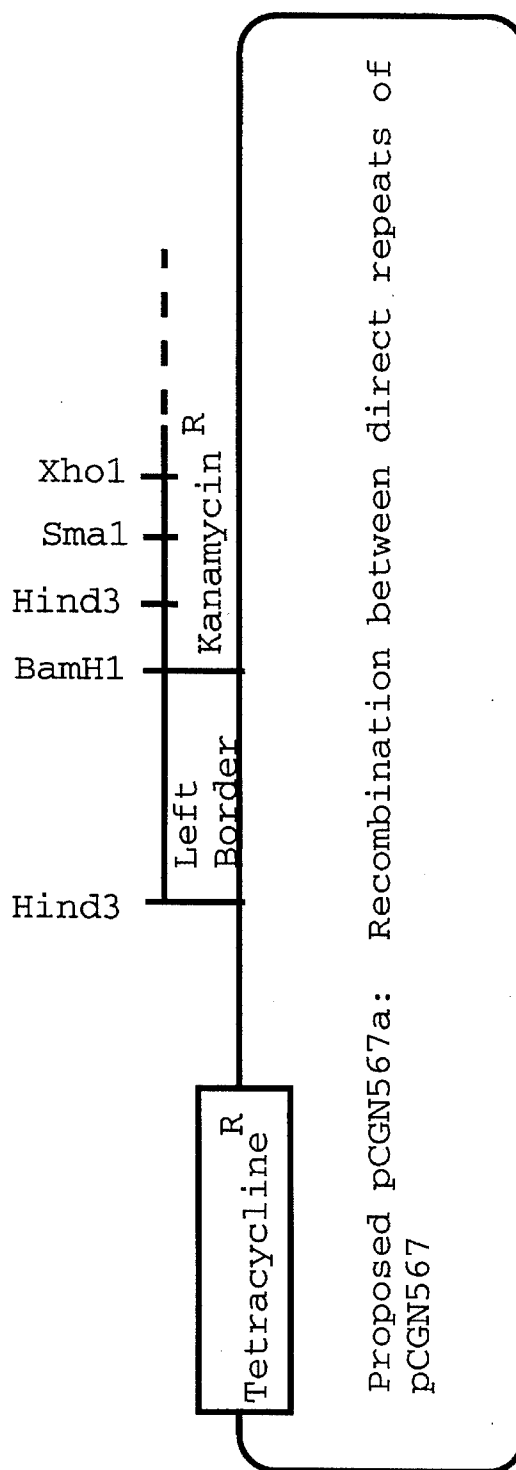 Hind3
BamH1
Hind3
Sma1
Xho1
Left
Border
Kanamycin R
Tetracycline R
Proposed pCGN567a: Recombination between direct repeats of
pCGN567